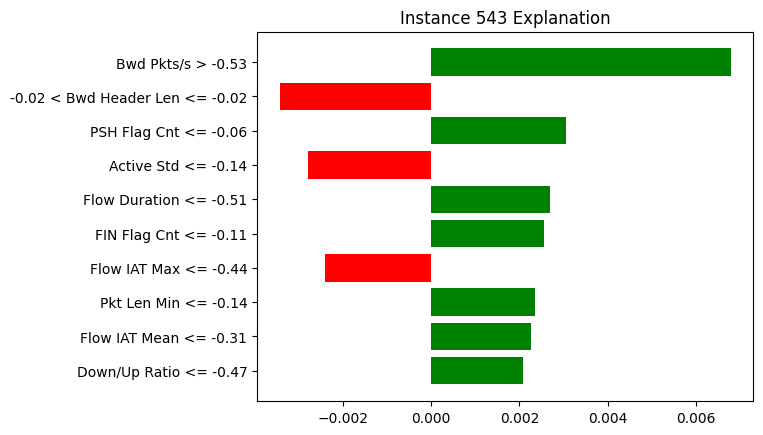 Instance 543 Explanation
Bwd Pkts/s > -0.53
-0.02 < Bwd Header Len <= -0.02
PSH Flag Cnt <= -0.06
Active Std <= -0.14
Flow Duration <= -0.51
FIN Flag Cnt <= -0.11
Flow IAT Max <= -0.44
Pkt Len Min <= -0.14
Flow IAT Mean <= -0.31
Down/Up Ratio <= -0.47
−0.002 0.000 0.002 0.004 0.006